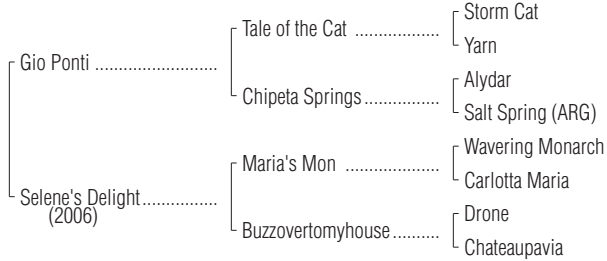 Storm Cat
Tale of the Cat ..................
Yarn
Gio Ponti ..........................
Alydar
Chipeta Springs ................
Salt Spring (ARG)
Wavering Monarch
Maria's Mon ....................
Carlotta Maria
Selene's Delight ................
(2006)
Drone
Buzzovertomyhouse ..........
Chateaupavia